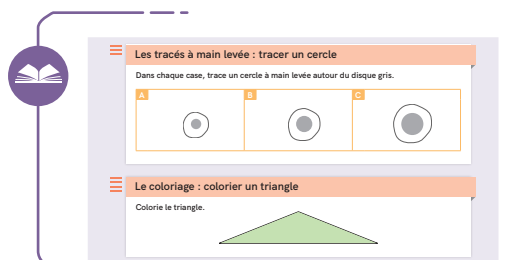 Les tracés à main levée : tracer un cercle
Dans chaque case, trace un cercle à main levée autour du disque gris.
A
B
C
Le coloriage : colorier un triangle
Colorie le triangle.